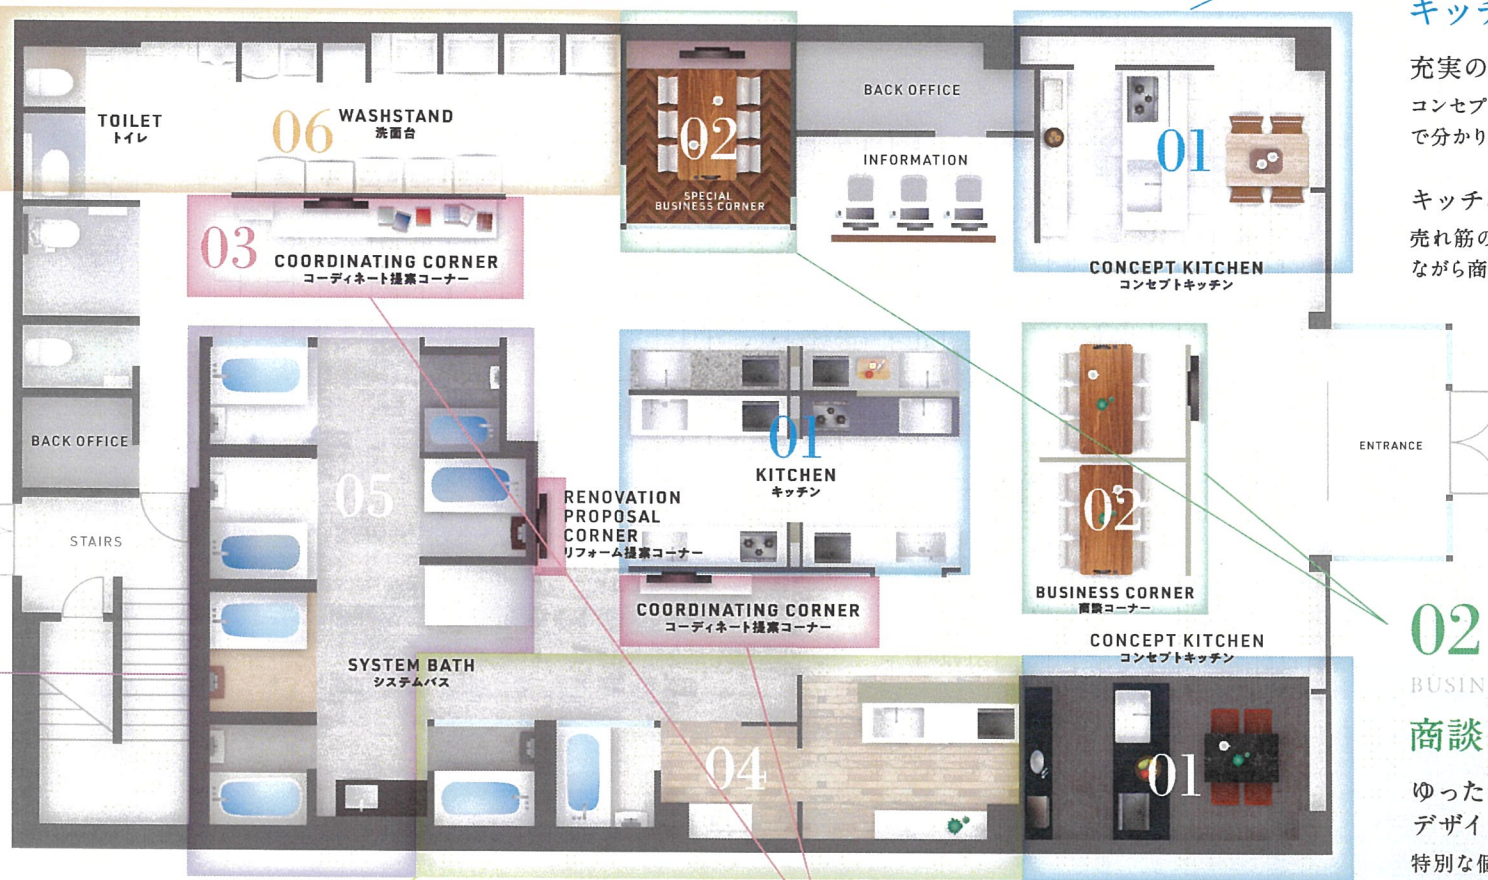 TOILET
トイレ
06
WASHSTAND
洗面台
02
SPECIAL
BUSINESS CORNER
BACK OFFICE
INFORMATION
01
CONCEPT KITCHEN
コンセプトキッチン
03
COORDINATING CORNER
コーディネート提案コーナー
BACK OFFICE
STAIRS
05
SYSTEM BATH
システムバス
RENOVATION
PROPOSAL
CORNER
リフォーム提案コーナー
01
KITCHEN
キッチン
COORDINATING CORNER
コーディネート提案コーナー
02
BUSINESS CORNER
商談コーナー
ENTRANCE
CONCEPT KITCHEN
コンセプトキッチン
04
01
キッ
充実の
コンセプ
で分かり
キッチ
売れ筋の
ながら商
02
BUSIN
商談
ゆった
デザイ
特別な個